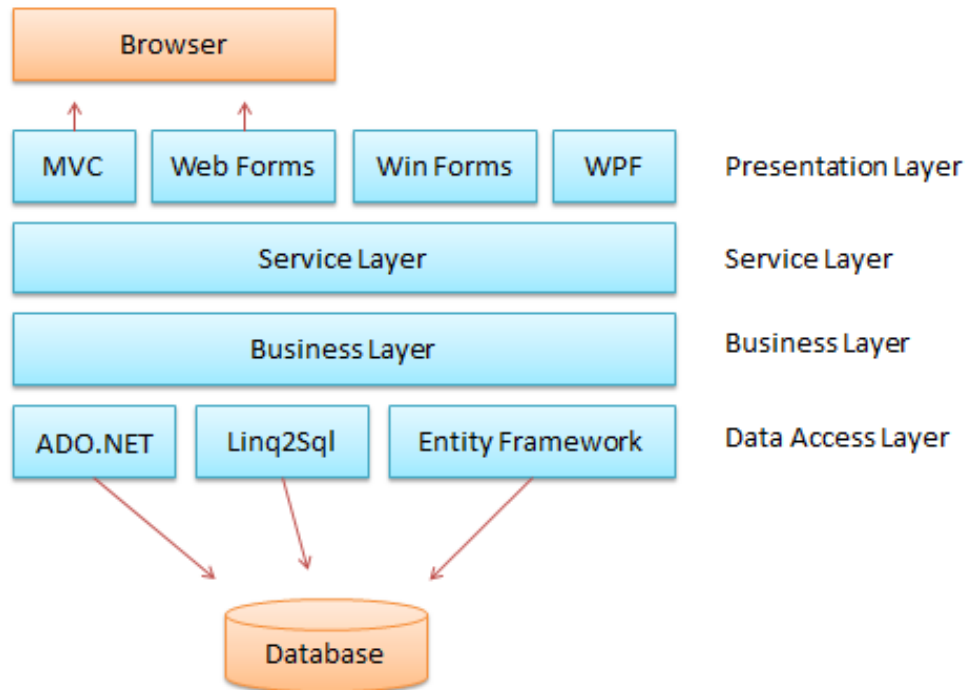 Browser
MVC Web Forms Win Forms WPF Presentation Layer
Service Layer Service Layer
Business Layer Business Layer
ADO.NET Linq2Sql Entity Framework Data Access Layer
Database